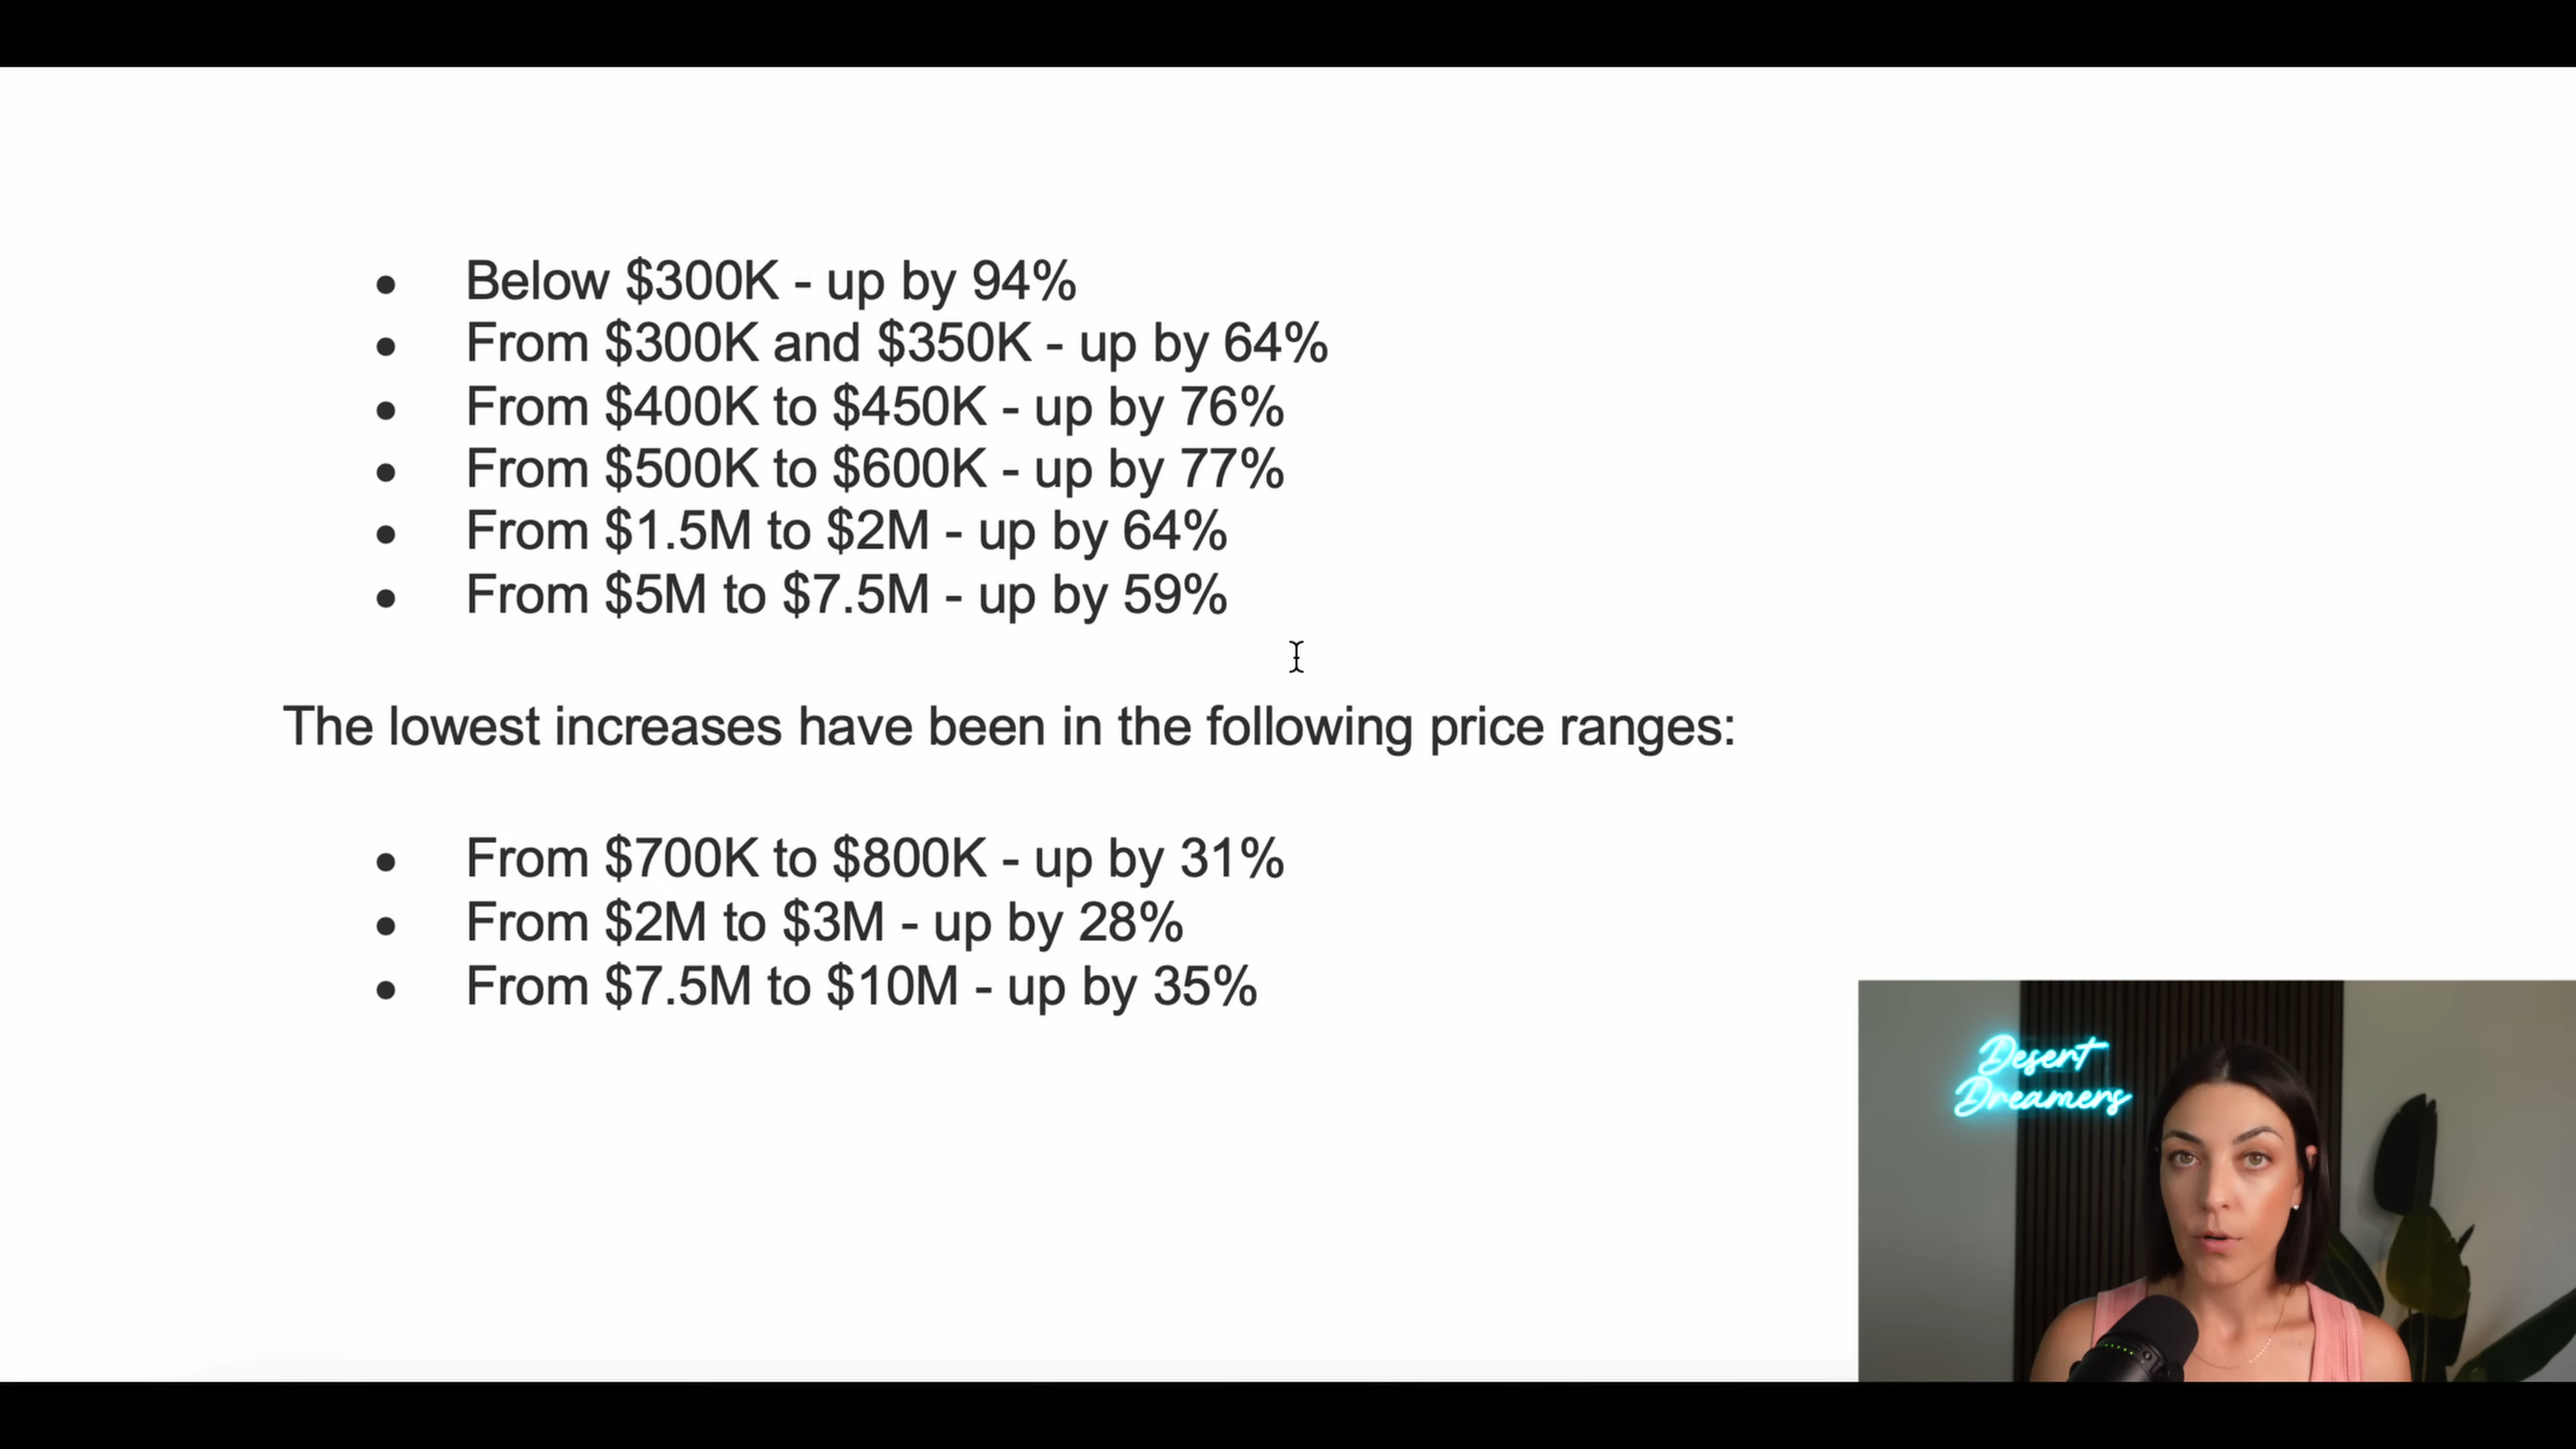 Below $300K - up by 94%
From $300K and $350K - up by 64%
From $400K to $450K - up by 76%
From $500K to $600K - up by 77%
From $1.5M to $2M - up by 64%
From $5M to $7.5M - up by 59%
The lowest increases have been in the following price ranges:
From $700K to $800K - up by 31%
From $2M to $3M - up by 28%
From $7.5M to $10M - up by 35%
Desert
Dreamers